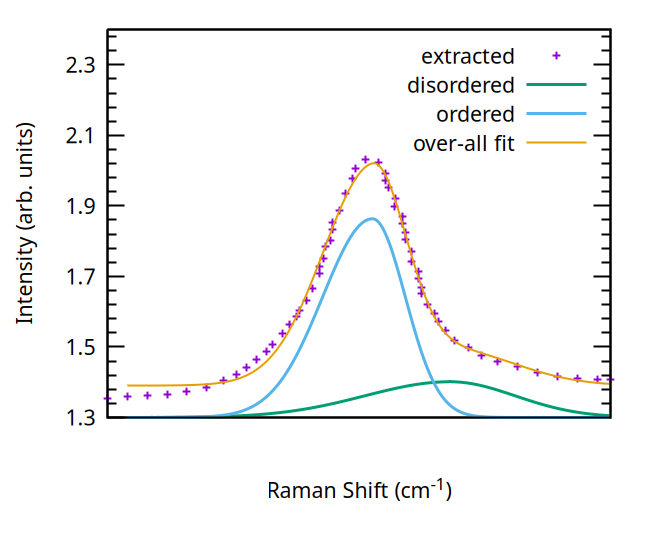 extracted
disordered
ordered
over-all fit
2.3
2.1
1.9
1.7
1.5
1.3
Intensity (arb. units)
Raman Shift (cm-1)